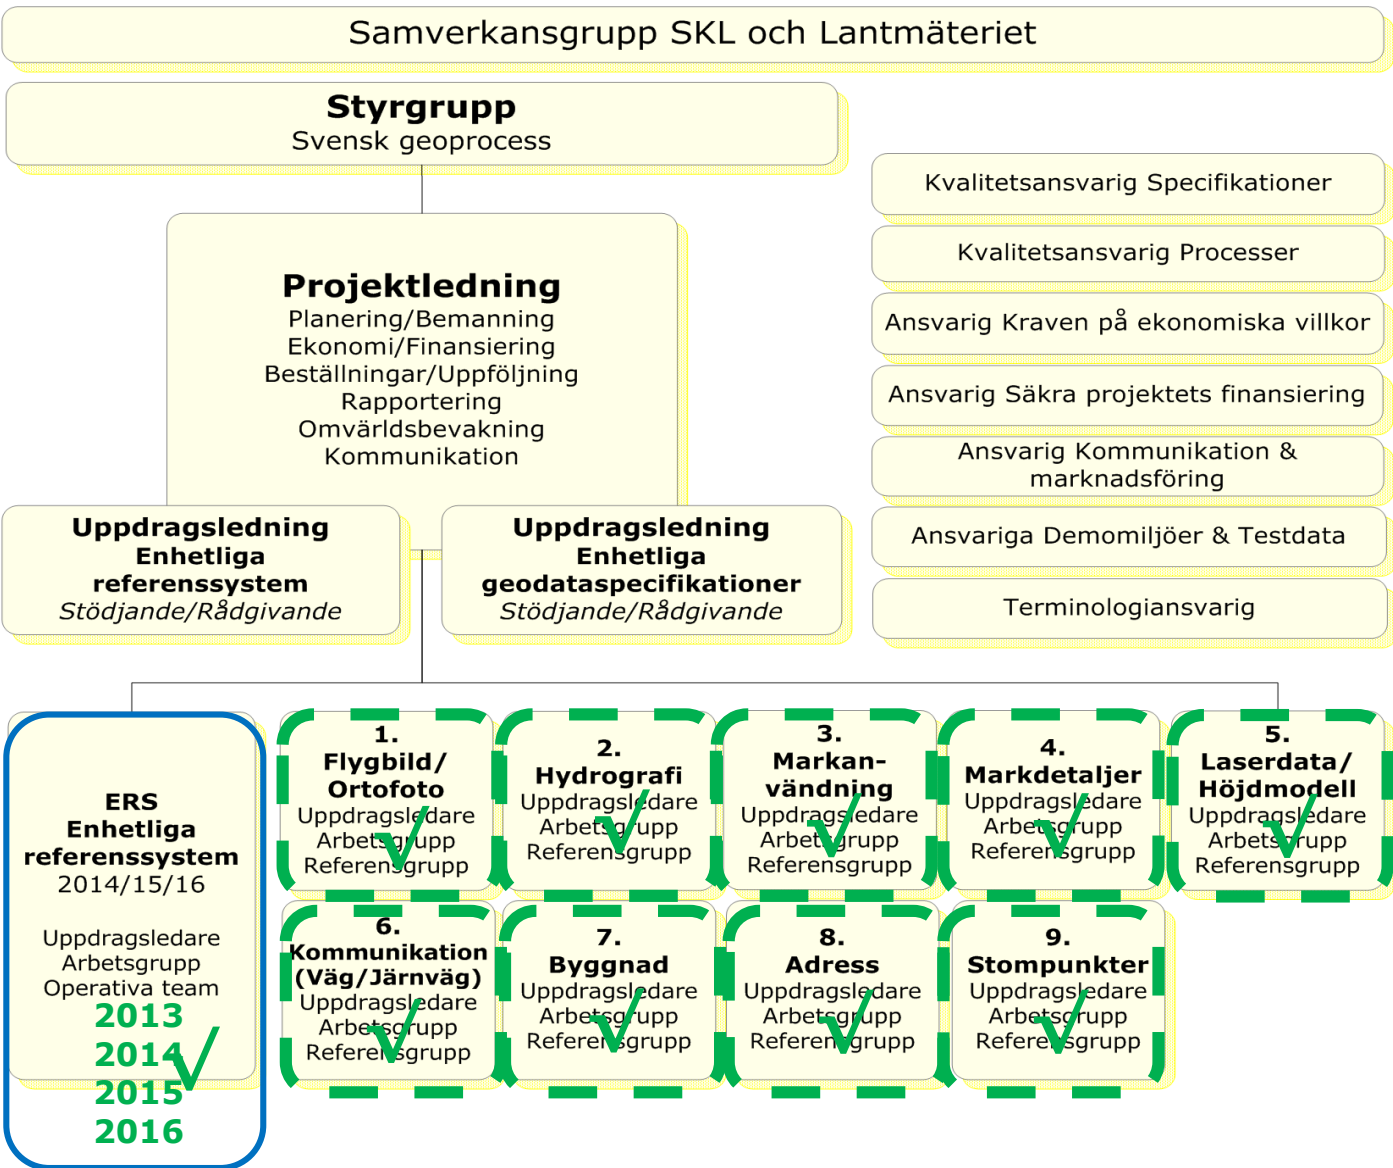 Samverkansgrupp SKL och Lantmäteriet
Styrgrupp
Svensk geoprocess
Projektledning
Planering/Bemanning
Ekonomi/Finansiering
Beställningar/Uppföljning
Rapportering
Omvärldsbevakning
Kommunikation
Kvalitetsansvarig Specifikationer
Kvalitetsansvarig Processer
Ansvarig Kraven på ekonomiska villkor
Ansvarig Säkra projektets finansiering
Ansvarig Kommunikation &
marknadsföring
Ansvariga Demomiljöer & Testdata
Terminologiansvarig
Uppdragsledning
Enhetliga
referenssystem
Stödjande/Rådgivande
Uppdragsledning
Enhetliga
geodataspecifikationer
Stödjande/Rådgivande
ERS
Enhetliga
referenssystem
2014/15/16
Uppdragsledare
Arbetsgrupp
Operativa team
2013
2014
2015
2016
1.
Flygbild/
Ortofoto
Uppdragsledare
Arbetsgrupp
Referensgrupp
2.
Hydrografi
Uppdragsledare
Arbetsgrupp
Referensgrupp
3.
Markan-
vändning
Uppdragsledare
Arbetsgrupp
Referensgrupp
4.
Markdetaljer
Uppdragsledare
Arbetsgrupp
Referensgrupp
5.
Laserdata/
Höjdmodell
Uppdragsledare
Arbetsgrupp
Referensgrupp
6.
Kommunikation
(Väg/Järnväg)
Uppdragsledare
Arbetsgrupp
Referensgrupp
7.
Byggnad
Uppdragsledare
Arbetsgrupp
Referensgrupp
8.
Adress
Uppdragsledare
Arbetsgrupp
Referensgrupp
9.
Stompunkter
Uppdragsledare
Arbetsgrupp
Referensgrupp